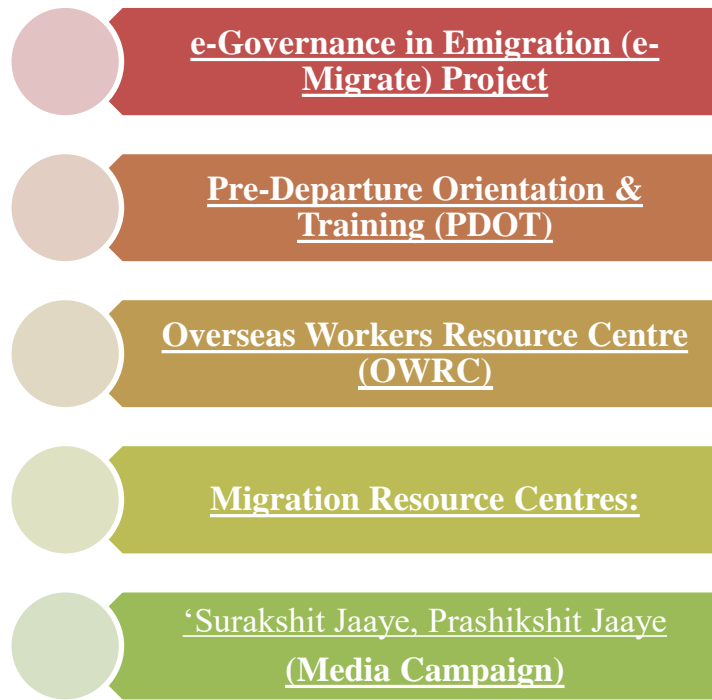 e-Governance in Emigration (e-
Migrate) Project
Pre-Departure Orientation &
Training (PDOT)
Overseas Workers Resource Centre
(OWRC)
Migration Resource Centres:
‘Surakshit Jaaye, Prashikshit Jaaye
(Media Campaign)